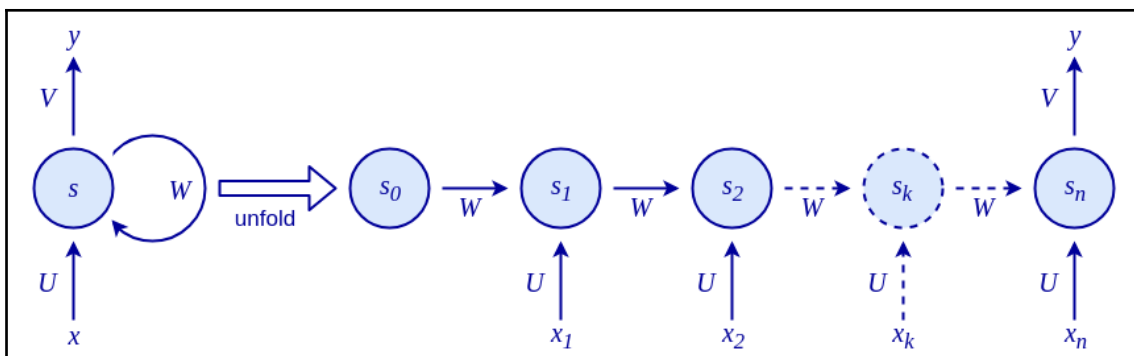 y y
V V
s W s₀ s₁ s₂ sₖ sₙ
unfold W W W W
U U U U U
x x₁ x₂ xₖ xₙ